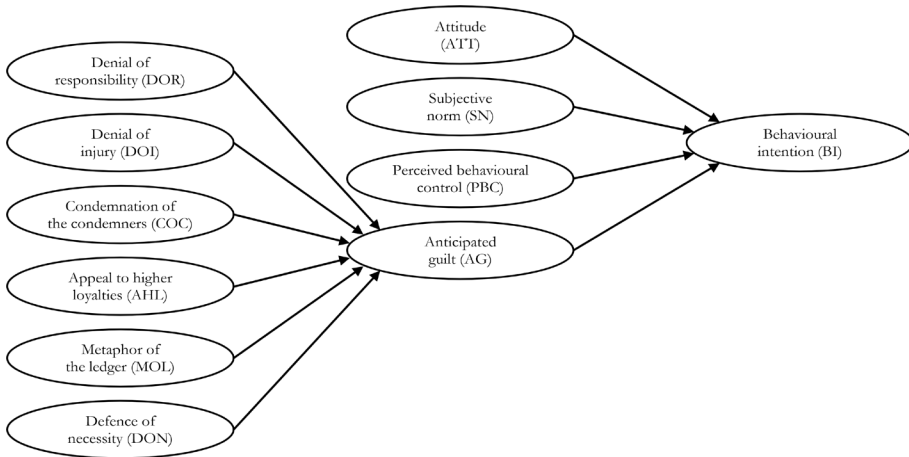 Attitude
(ATT)
Denial of
responsibility (DOR)
Subjective
norm (SN)
Denial of
injury (DOI)
Behavioural
intention (BI)
Perceived behavioural
control (PBC)
Condemnation of
the condemners (COC)
Anticipated
guilt (AG)
Appeal to higher
loyalties (AHL)
Metaphor of
the ledger (MOL)
Defence of
necessity (DON)